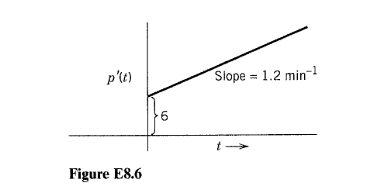 p'(t)
Slope = 1.2 min⁻¹
6
t →
Figure E8.6